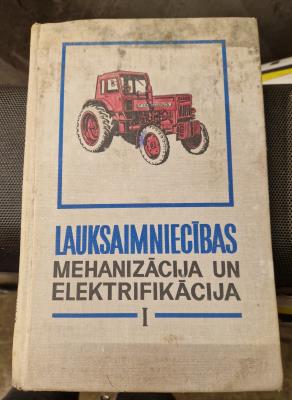 LAUKSAIMNIECĪBAS
MEHANIZĀCIJA UN
ELEKTRIFIKĀCIJA
I